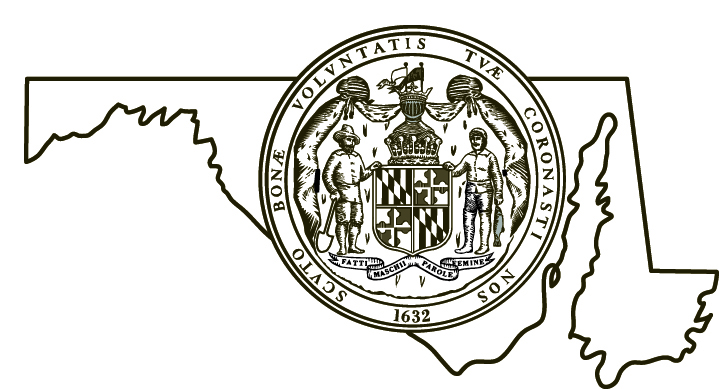 SCVTO BONÆ VOLVNTATIS TVÆ CORONASTI NOS
FATTI MASCHII PAROLE FEMINE
1632